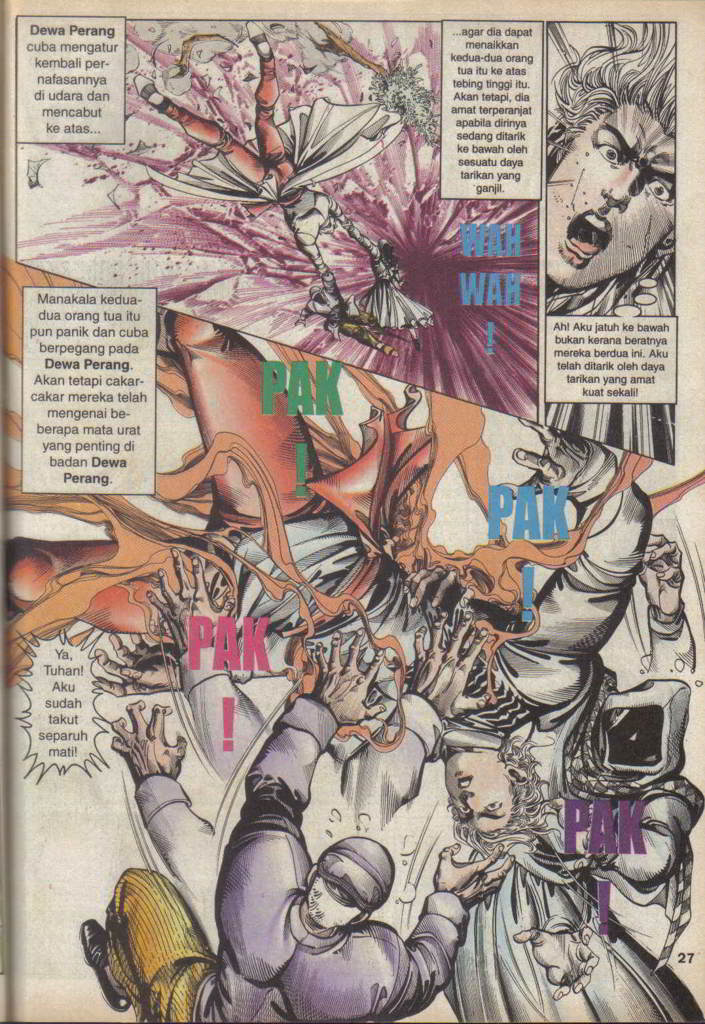 Dewa Perang
cuba mengatur
kembali per-
nafasannya
di udara dan
mencabut
ke atas...
...agar dia dapat
menaikkan
kedua-dua orang
tua itu ke atas
tebing tinggi itu.
Akan tetapi, dia
amat terperanjat
apabila dirinya
sedang ditarik
ke bawah oleh
sesuatu daya
tarikan yang
ganjil.
WAH
WAH
!
Ah! Aku jatuh ke bawah
bukan kerana beratnya
mereka berdua ini. Aku
telah ditarik oleh daya
tarikan yang amat
kuat sekali!
Manakala kedua-
dua orang tua itu
pun panik dan cuba
berpegang pada
Dewa Perang.
Akan tetapi cakar-
cakar mereka telah
mengenai be-
berapa mata urat
yang penting di
badan Dewa
Perang.
PAK
!
PAK
!
PAK
!
Ya,
Tuhan!
Aku
sudah
takut
separuh
mati!
PAK
!
27